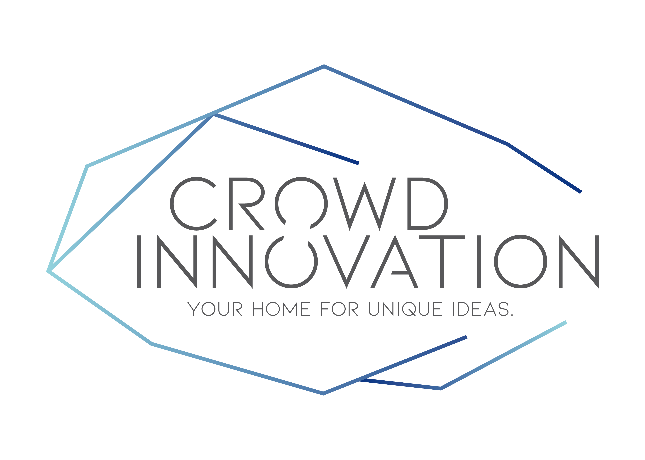 CROWD
INNOVATION
YOUR HOME FOR UNIQUE IDEAS.